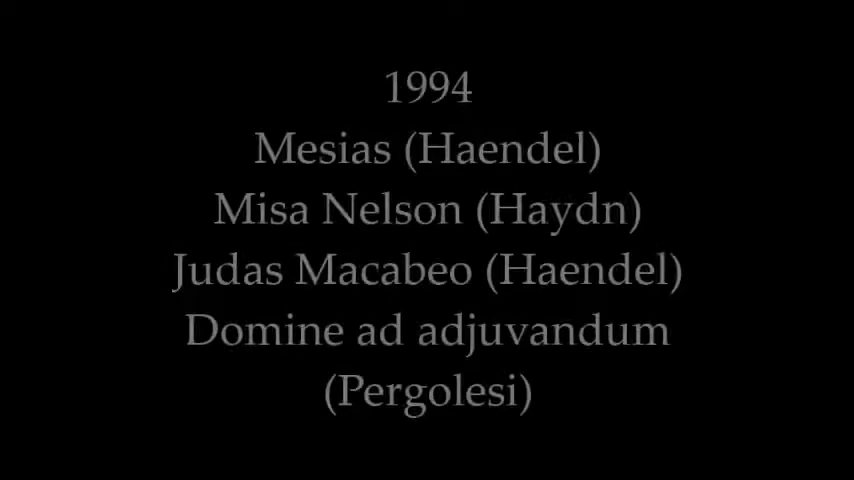 1994
Mesias (Haendel)
Misa Nelson (Haydn)
Judas Macabeo (Haendel)
Domine ad adjuvandum
(Pergolesi)